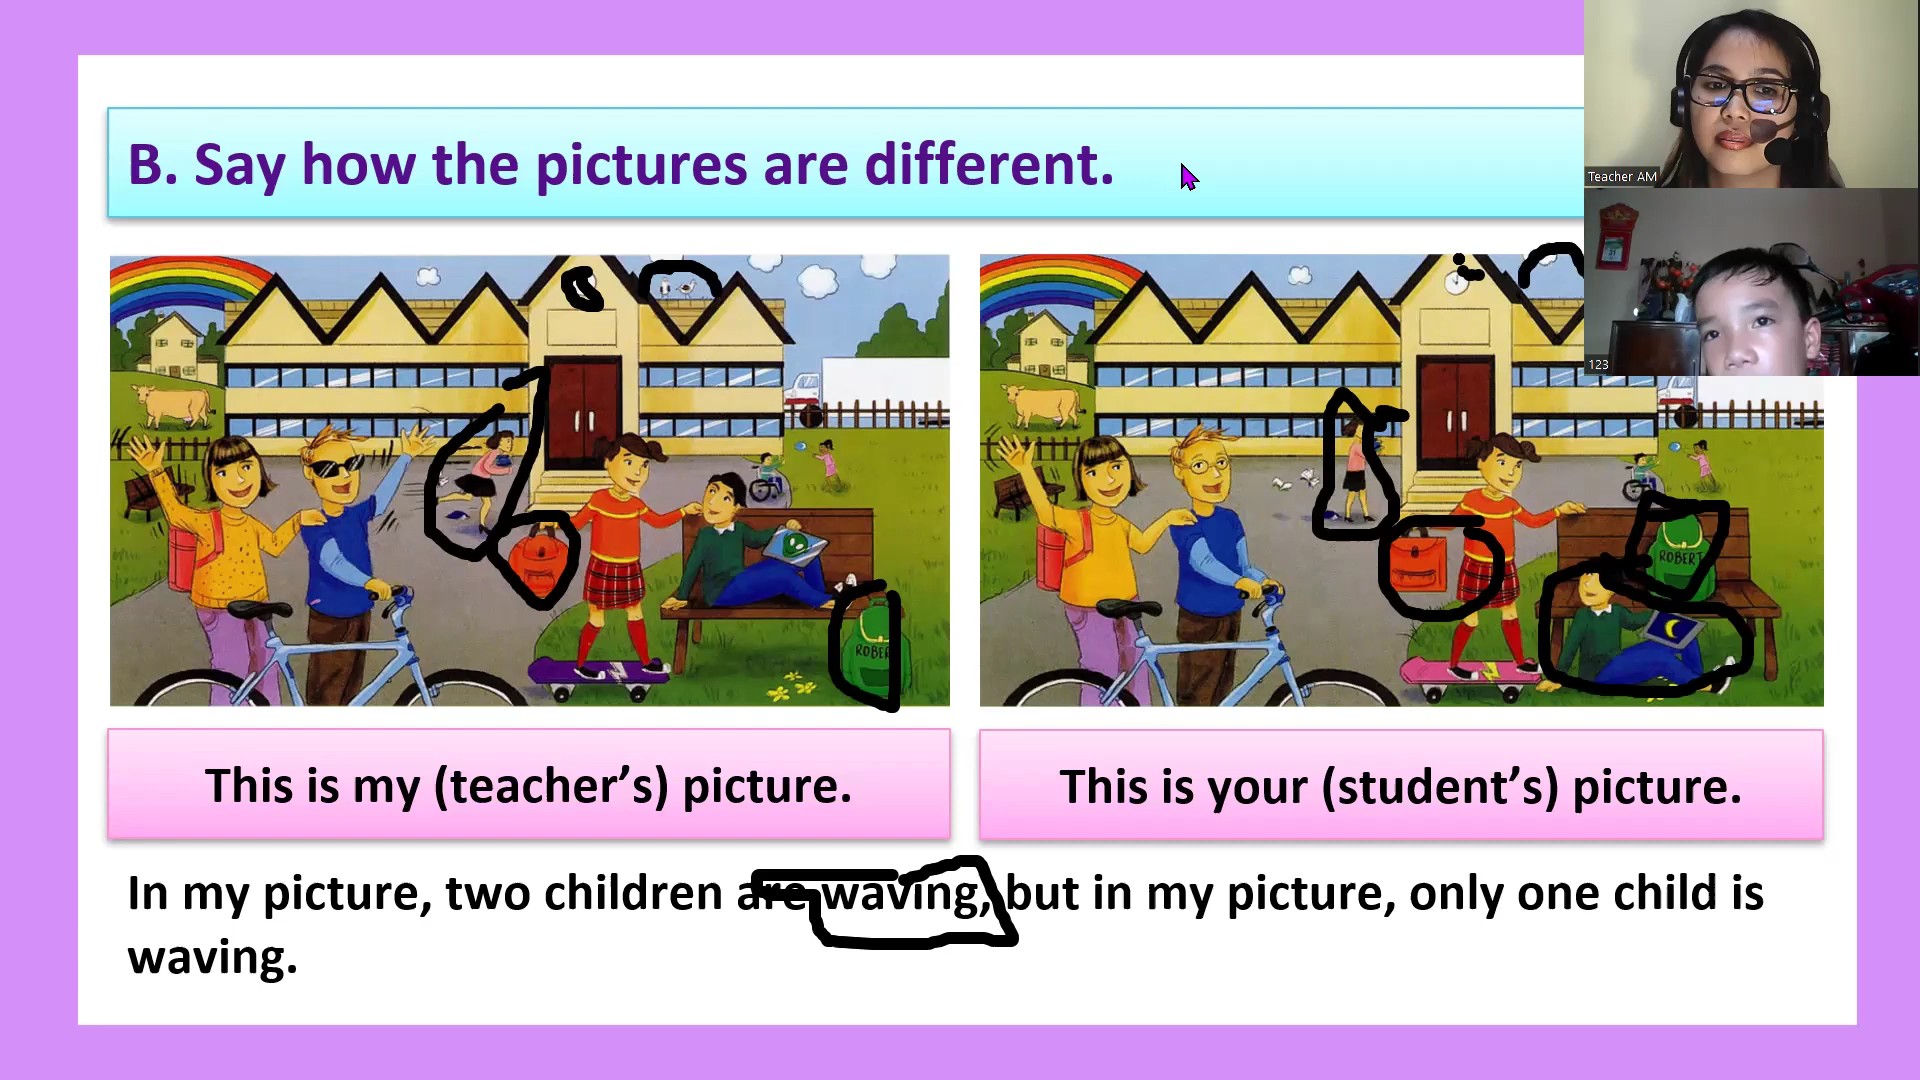 B. Say how the pictures are different.
Teacher AM
123
ROBERT
ROBERT
This is my (teacher’s) picture.
This is your (student’s) picture.
In my picture, two children are waving, but in my picture, only one child is
waving.